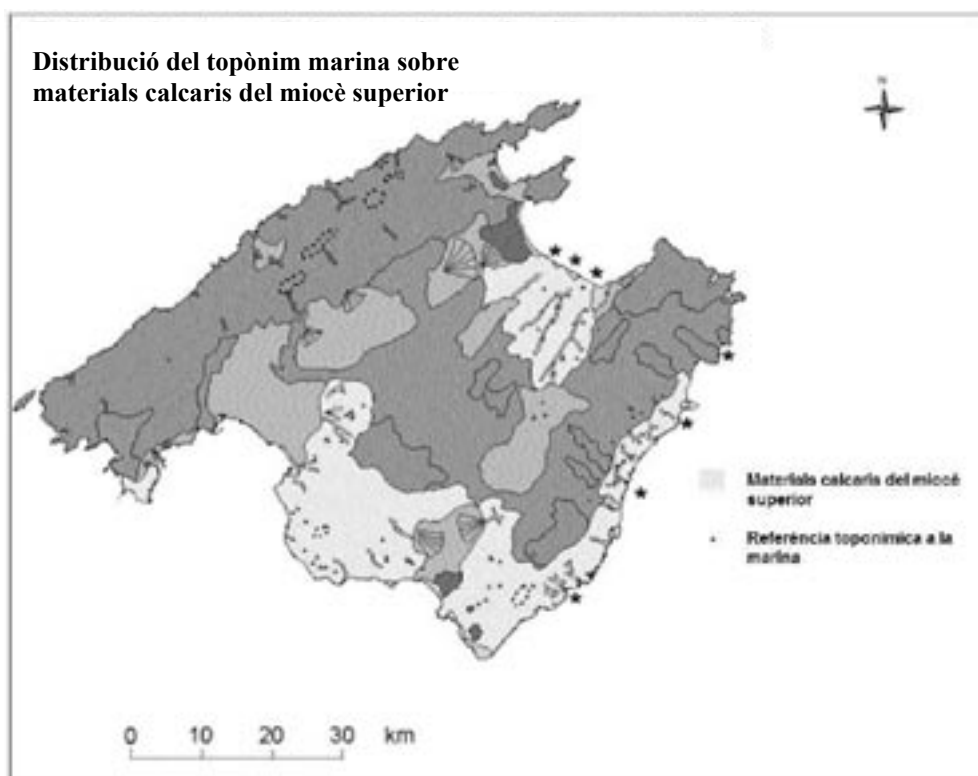 Distribució del topònim marina sobre
materials calcaris del miocè superior
N
Materials calcaris del miocè
superior
Referència toponímica a la
marina
0 10 20 30 km